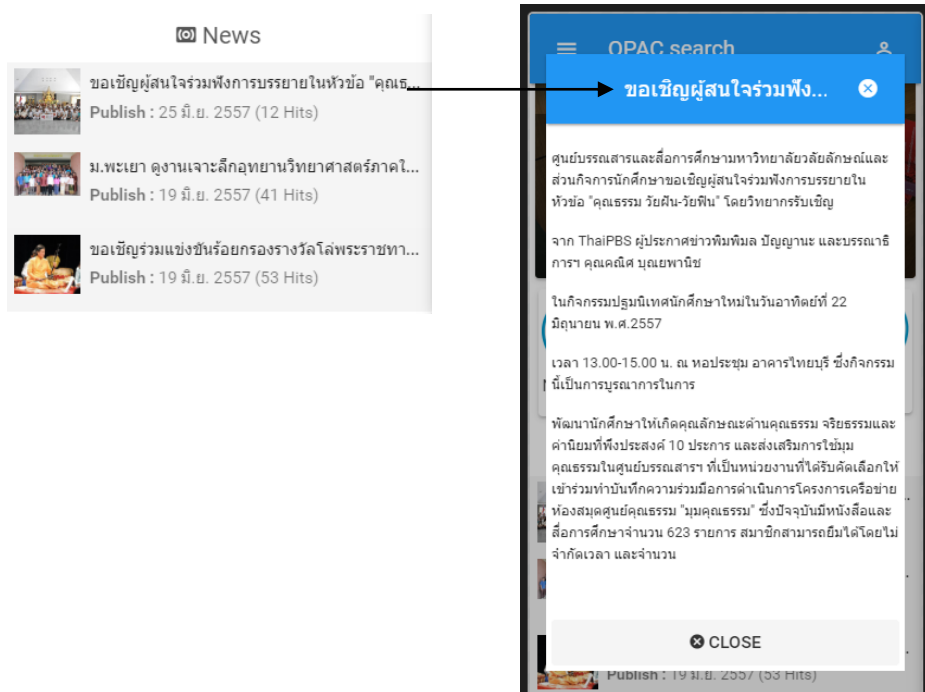 News
ขอเชิญผู้สนใจร่วมฟังการบรรยายในหัวข้อ "คุณธ...
Publish : 25 มิ.ย. 2557 (12 Hits)
ม.พะเยา ดูงานเจาะลึกอุทยานวิทยาศาสตร์ภาคใ...
Publish : 19 มิ.ย. 2557 (41 Hits)
ขอเชิญร่วมแข่งขันร้อยกรองรางวัลโล่พระราชทา...
Publish : 19 มิ.ย. 2557 (53 Hits)
OPAC search
ขอเชิญผู้สนใจร่วมฟัง...
ศูนย์บรรณสารและสื่อการศึกษามหาวิทยาลัยวลัยลักษณ์และ
ส่วนกิจการนักศึกษาขอเชิญผู้สนใจร่วมฟังการบรรยายใน
หัวข้อ "คุณธรรม วัยฝัน-วัยฟิน" โดยวิทยากรรับเชิญ
จาก ThaiPBS ผู้ประกาศข่าวพิมพิมล ปัญญานะ และบรรณาธิ
การฯ คุณคณิศ บุณยพานิช
ในกิจกรรมปฐมนิเทศนักศึกษาใหม่ในวันอาทิตย์ที่ 22
มิถุนายน พ.ศ.2557
เวลา 13.00-15.00 น. ณ หอประชุม อาคารไทยบุรี ซึ่งกิจกรรม
นี้เป็นการบูรณาการในการ
พัฒนานักศึกษาให้เกิดคุณลักษณะด้านคุณธรรม จริยธรรมและ
ค่านิยมที่พึงประสงค์ 10 ประการ และส่งเสริมการใช้มุม
คุณธรรมในศูนย์บรรณสารฯ ที่เป็นหน่วยงานที่ได้รับคัดเลือกให้
เข้าร่วมทำบันทึกความร่วมมือการดำเนินการโครงการเครือข่าย
ห้องสมุดศูนย์คุณธรรม "มุมคุณธรรม" ซึ่งปัจจุบันมีหนังสือและ
สื่อการศึกษาจำนวน 623 รายการ สมาชิกสามารถยืมได้โดยไม่
จำกัดเวลา และจำนวน
CLOSE
Publish : 19 มิ.ย. 2557 (53 Hits)